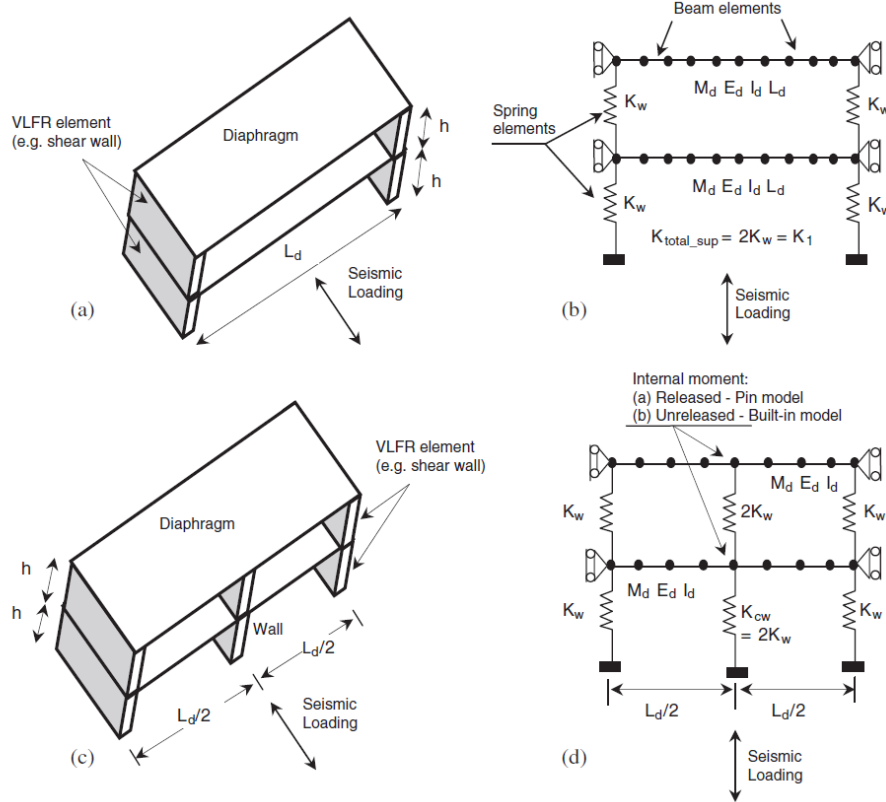 VLFR element
(e.g. shear wall)
Diaphragm
h
h
L_d
Seismic
Loading
(a)
Beam elements
M_d E_d I_d L_d
K_w
K_w
Spring
elements
M_d E_d I_d L_d
K_w
K_w
K_total_sup = 2K_w = K_1
Seismic
Loading
(b)
VLFR element
(e.g. shear wall)
Diaphragm
h
h
Wall
L_d/2
L_d/2
Seismic
Loading
(c)
Internal moment:
(a) Released - Pin model
(b) Unreleased - Built-in model
M_d E_d I_d
K_w
2K_w
K_w
M_d E_d I_d
K_w
K_cw
= 2K_w
K_w
L_d/2
L_d/2
Seismic
Loading
(d)